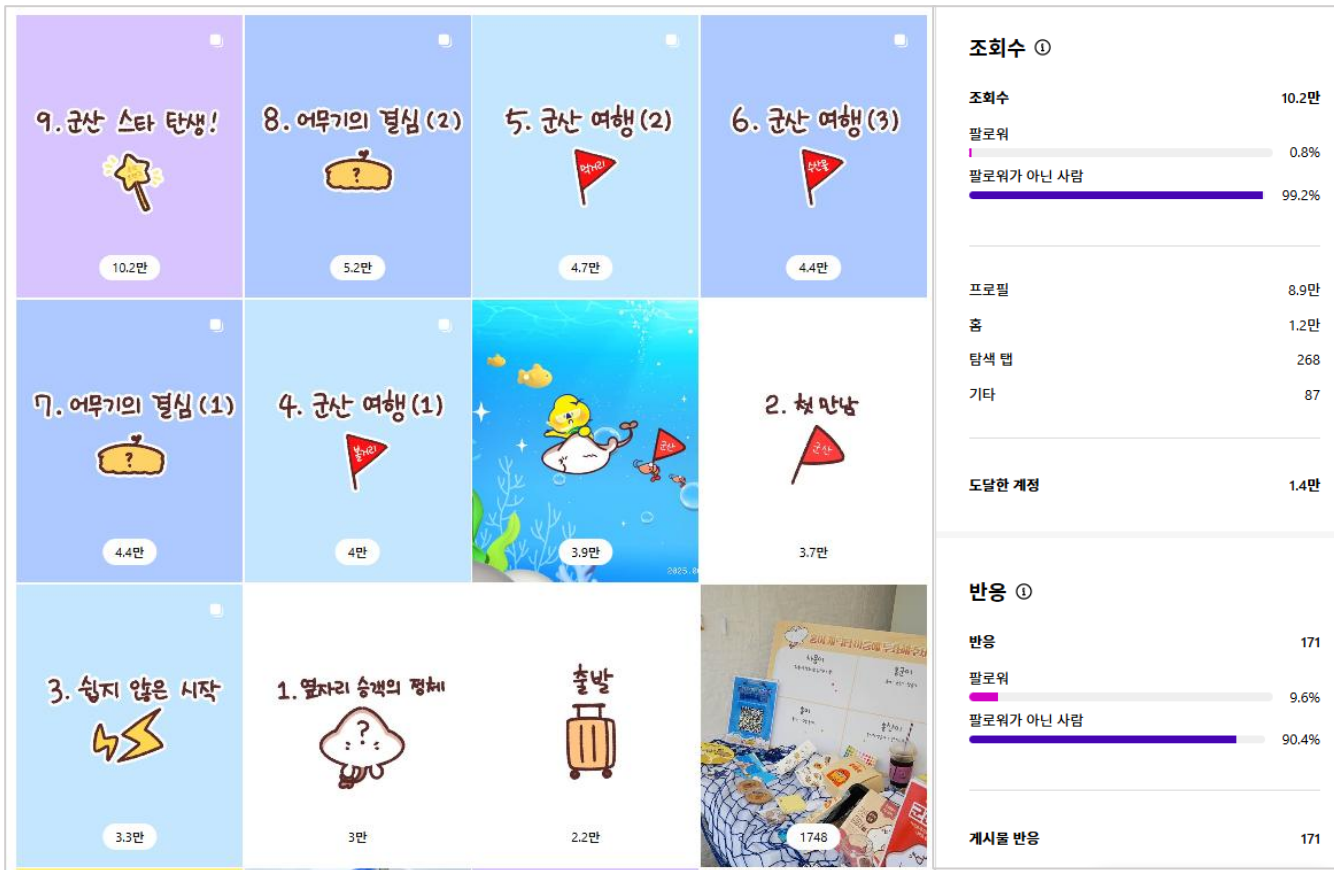 9. 군산 스타 탄생!
10.2만
8. 어무기의 결심(2)
?
5.2만
5. 군산 여행(2)
먹거리
4.7만
6. 군산 여행(3)
수산물
4.4만
7. 어무기의 결심(1)
?
4.4만
4. 군산 여행(1)
볼거리
4만
군산
3.9만
2. 첫 만남
군산
3.7만
3. 쉽지 않은 시작
3.3만
1. 옆자리 승객의 정체
?
3만
출발
2.2만
1748
조회수
조회수 10.2만
팔로워
0.8%
팔로워가 아닌 사람
99.2%
프로필 8.9만
홈 1.2만
탐색 탭 268
기타 87
도달한 계정 1.4만
반응
반응 171
팔로워
9.6%
팔로워가 아닌 사람
90.4%
게시물 반응 171